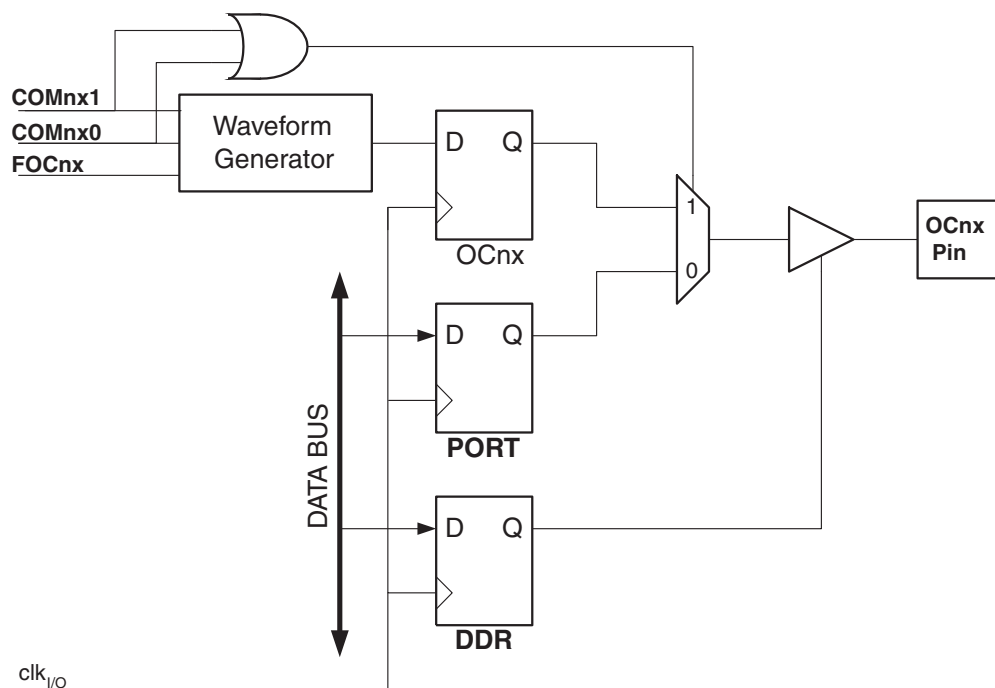 COMnx1
COMnx0
FOCnx
Waveform
Generator
D Q
OCnx
1
0
OCnx
Pin
D Q
PORT
D Q
DDR
DATA BUS
clkI/O